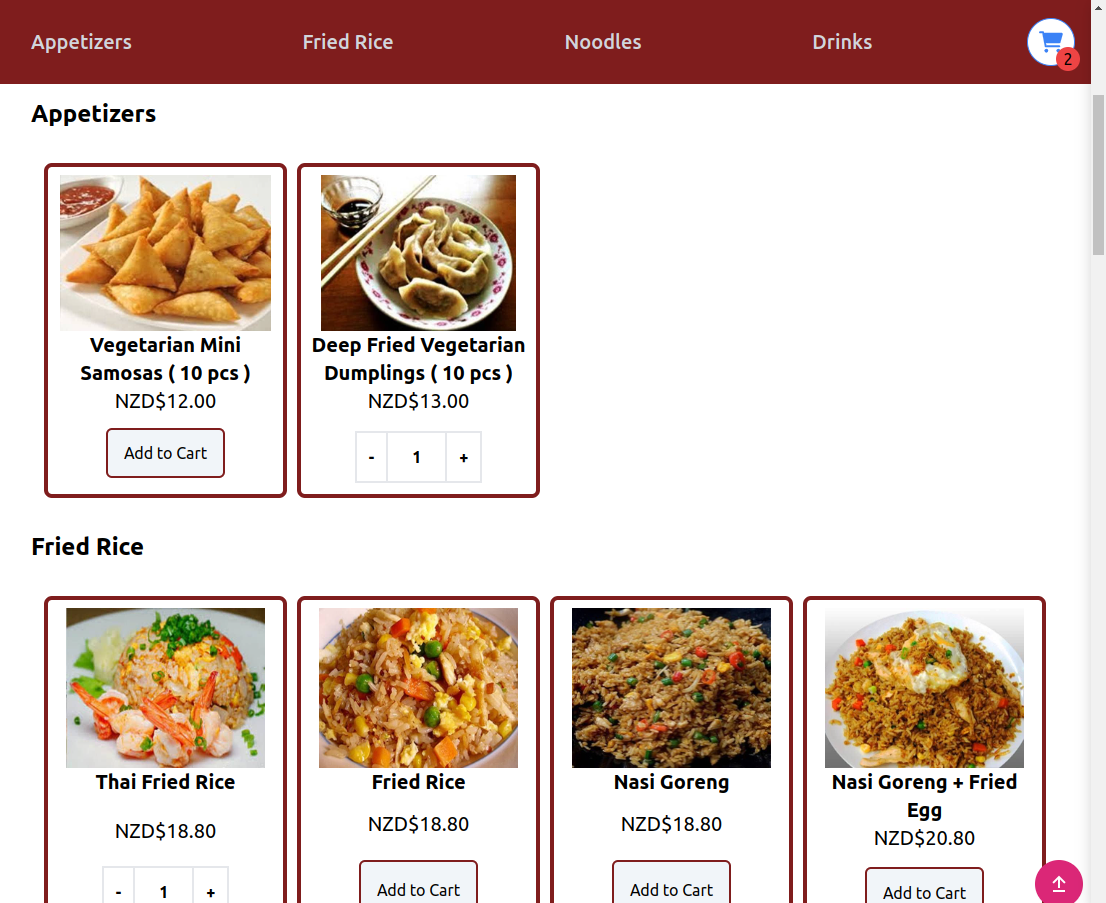 Appetizers Fried Rice Noodles Drinks
2
Appetizers
Vegetarian Mini
Samosas ( 10 pcs )
NZD$12.00
Add to Cart
Deep Fried Vegetarian
Dumplings ( 10 pcs )
NZD$13.00
- 1 +
Fried Rice
Thai Fried Rice
NZD$18.80
- 1 +
Fried Rice
NZD$18.80
Add to Cart
Nasi Goreng
NZD$18.80
Add to Cart
Nasi Goreng + Fried
Egg
NZD$20.80
Add to Cart